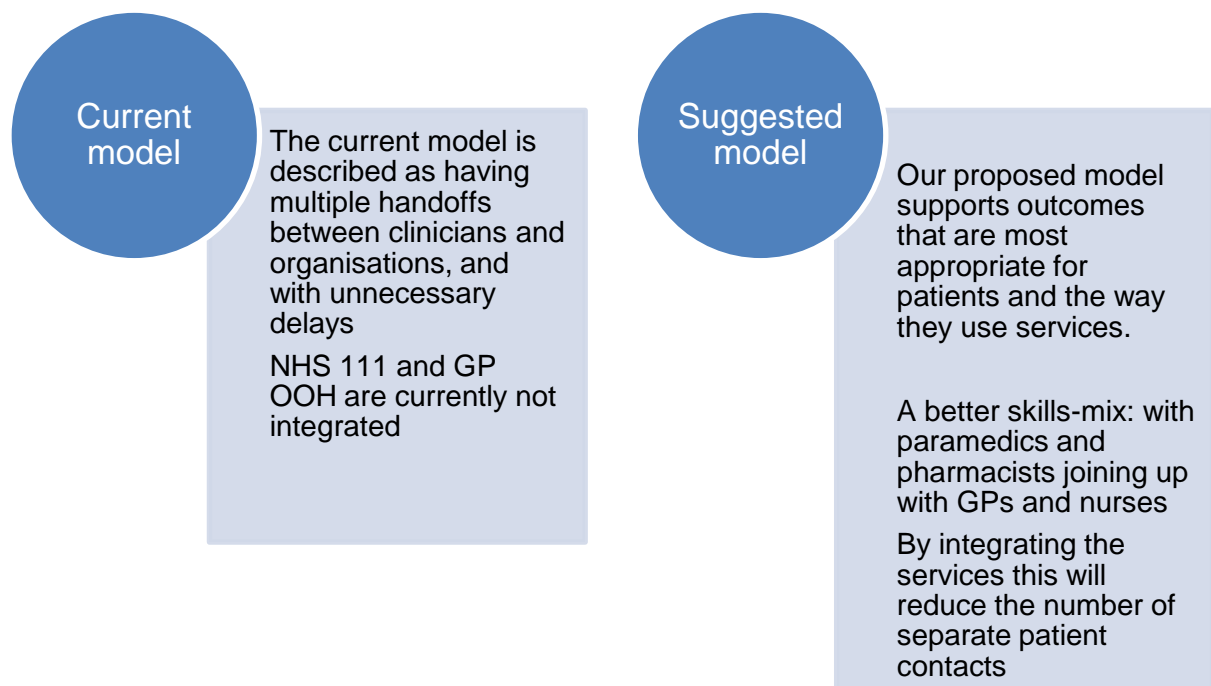 Current
model
The current model is
described as having
multiple handoffs
between clinicians and
organisations, and
with unnecessary
delays
NHS 111 and GP
OOH are currently not
integrated
Suggested
model
Our proposed model
supports outcomes
that are most
appropriate for
patients and the way
they use services.
A better skills-mix: with
paramedics and
pharmacists joining up
with GPs and nurses
By integrating the
services this will
reduce the number of
separate patient
contacts